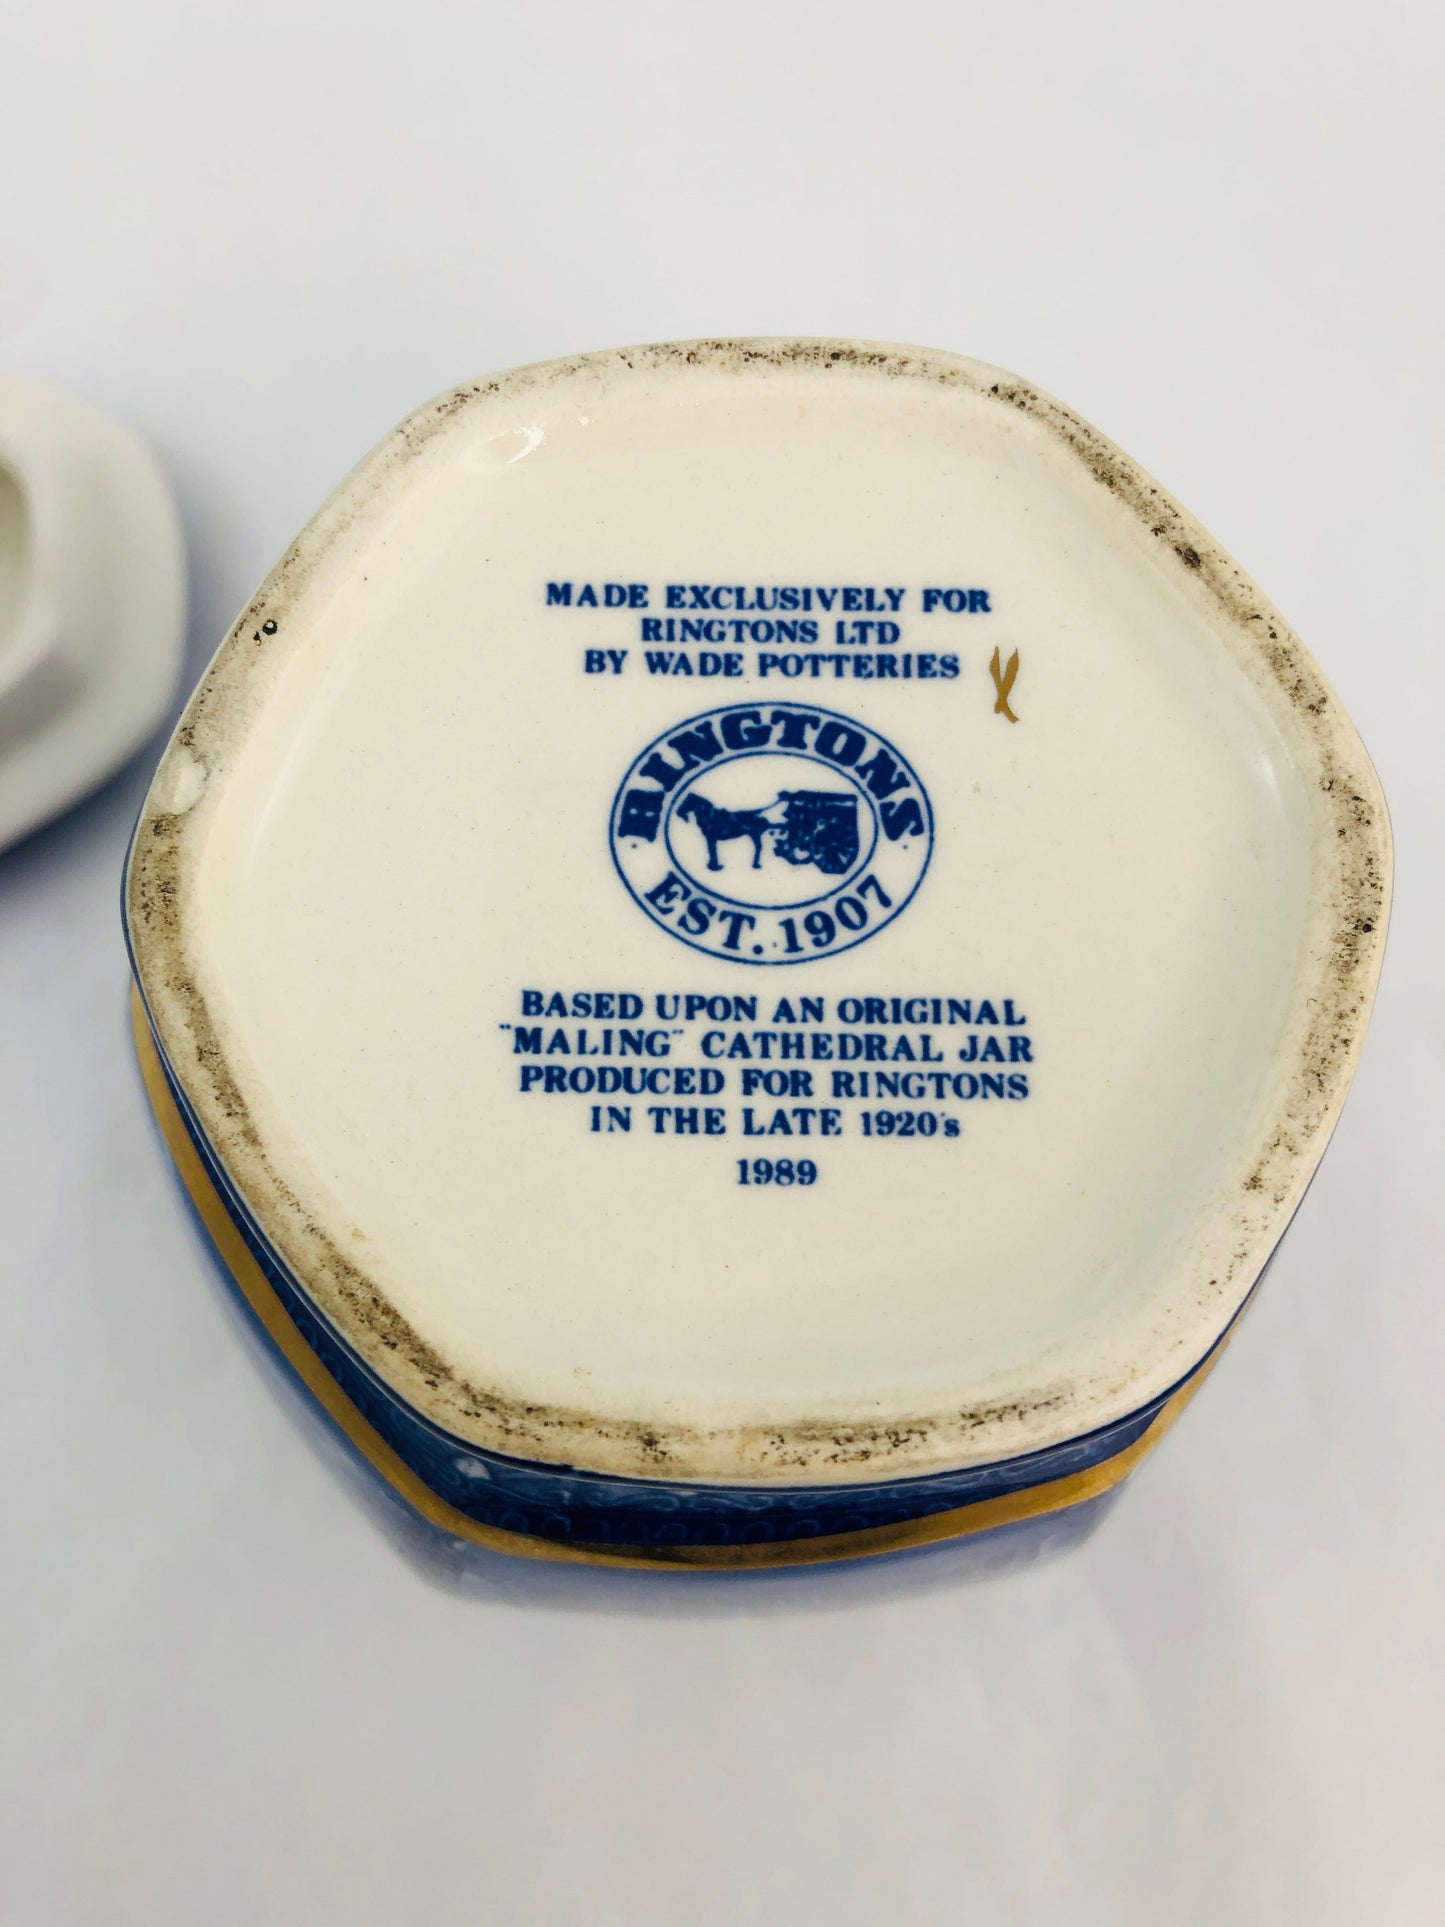 MADE EXCLUSIVELY FOR
RINGTONS LTD
BY WADE POTTERIES
RINGTONS
EST. 1907
BASED UPON AN ORIGINAL
"MALING" CATHEDRAL JAR
PRODUCED FOR RINGTONS
IN THE LATE 1920's
1989